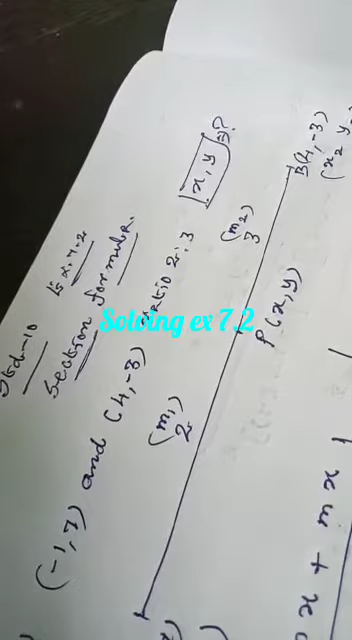 Std-10
Ex-7.2
Section formula.
(-1,7) and (4,-3) ratio 2:3
x, y = ?
(m1)
2
(m2)
3
B(4,-3)
(x2 y
P (x,y)
Solving ex 7.2
x + m x